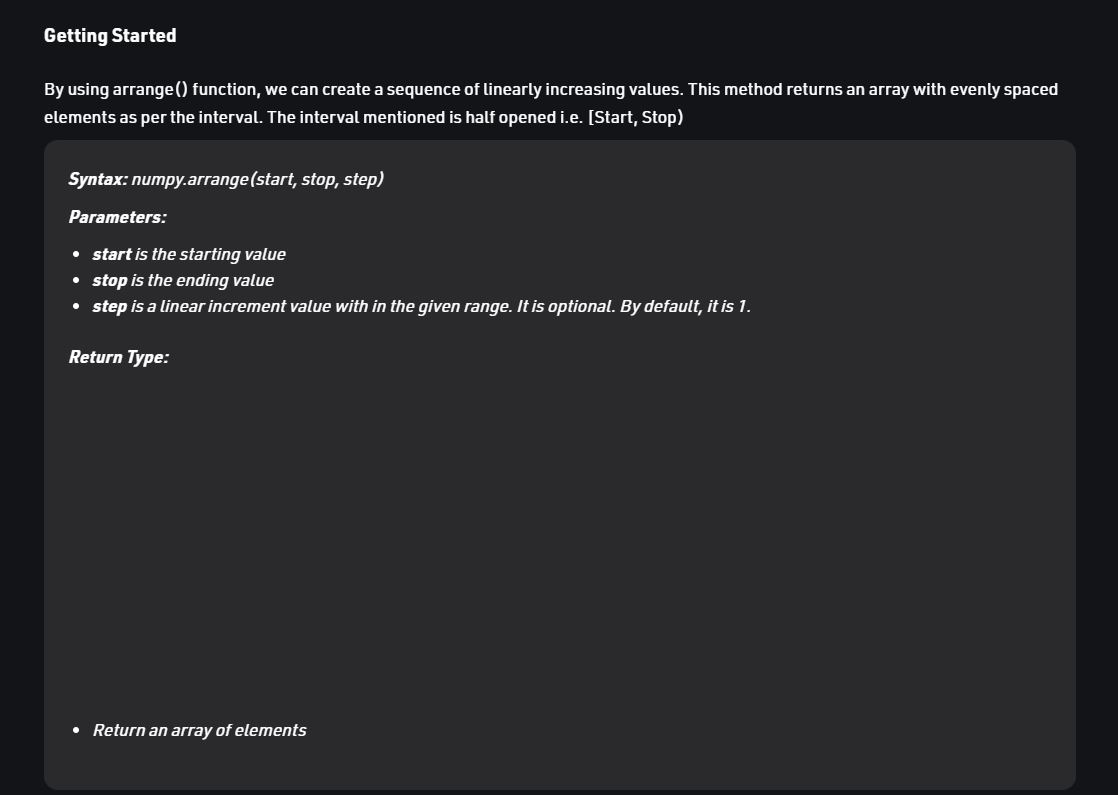 Getting Started
By using arrange() function, we can create a sequence of linearly increasing values. This method returns an array with evenly spaced
elements as per the interval. The interval mentioned is half opened i.e. [Start, Stop)
Syntax: numpy.arrange(start, stop, step)
Parameters:
• start is the starting value
• stop is the ending value
• step is a linear increment value with in the given range. It is optional. By default, it is 1.
Return Type:
• Return an array of elements